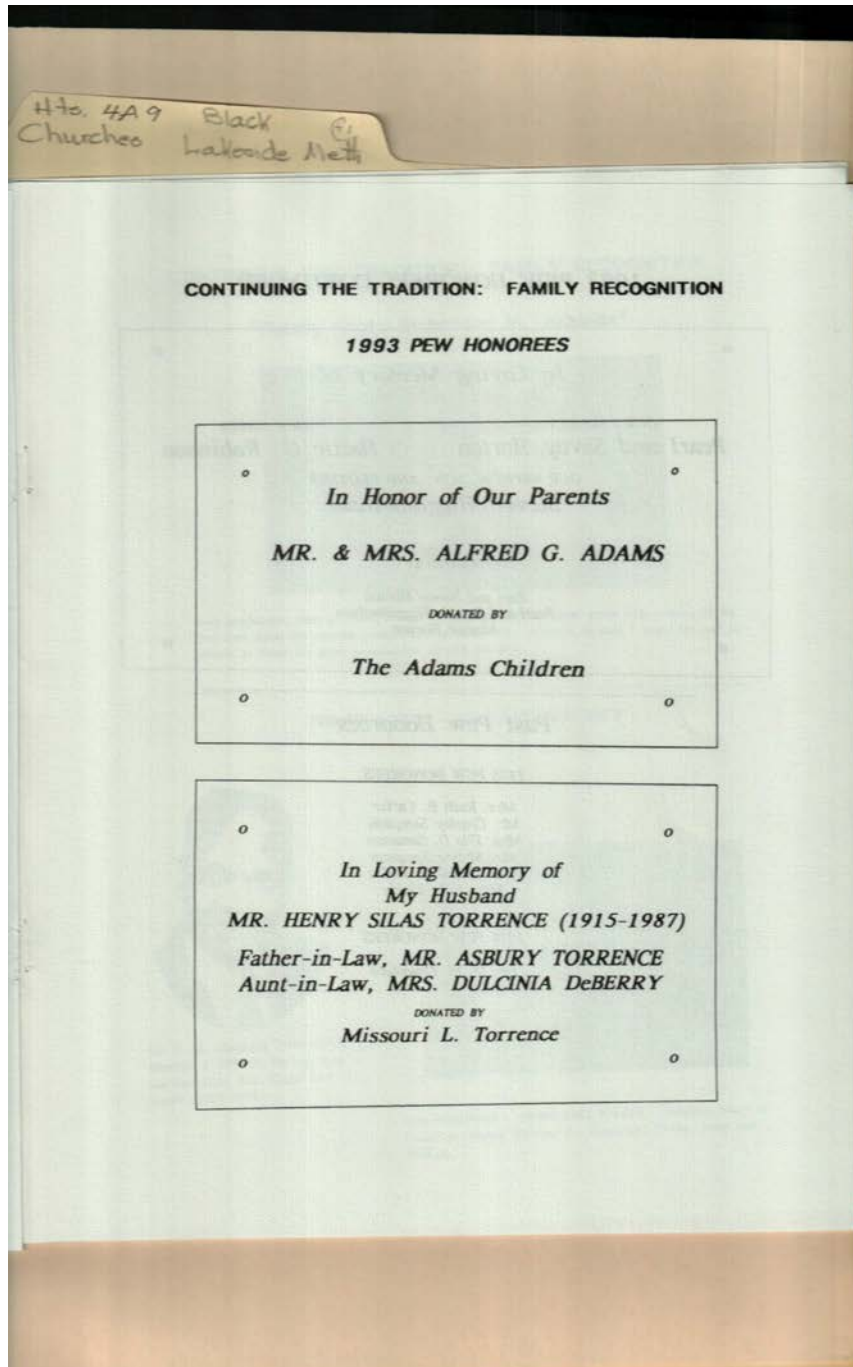 Hts. 4A9 Black
Churches Lakeside Meth
CONTINUING THE TRADITION: FAMILY RECOGNITION
1993 PEW HONOREES
In Honor of Our Parents
MR. & MRS. ALFRED G. ADAMS
DONATED BY
The Adams Children
In Loving Memory of
My Husband
MR. HENRY SILAS TORRENCE (1915-1987)
Father-in-Law, MR. ASBURY TORRENCE
Aunt-in-Law, MRS. DULCINIA DeBERRY
DONATED BY
Missouri L. Torrence